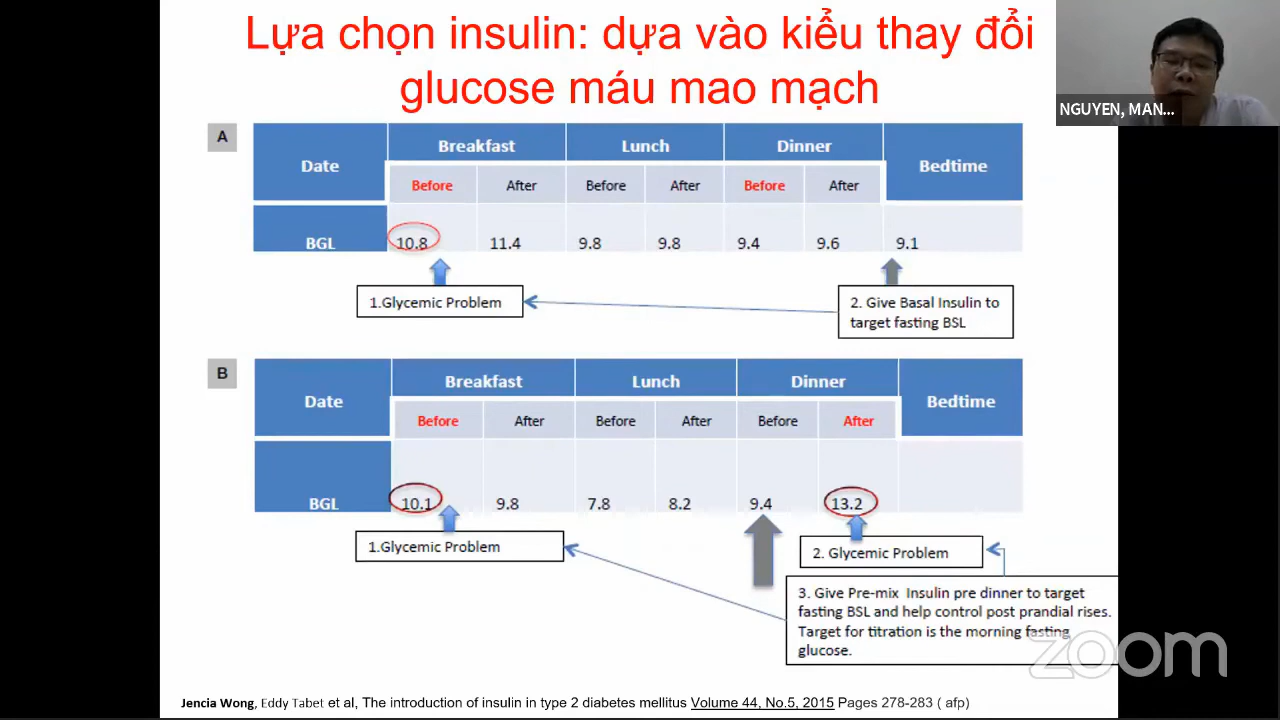 Lựa chọn insulin: dựa vào kiểu thay đổi
glucose máu mao mạch
NGUYEN, MAN...
A
Date Breakfast Lunch Dinner Bedtime
Before After Before After Before After
BGL 10.8 11.4 9.8 9.8 9.4 9.6 9.1
1.Glycemic Problem
2. Give Basal Insulin to
target fasting BSL
B
Date Breakfast Lunch Dinner Bedtime
Before After Before After Before After
BGL 10.1 9.8 7.8 8.2 9.4 13.2
1.Glycemic Problem
2. Glycemic Problem
3. Give Pre-mix Insulin pre dinner to target
fasting BSL and help control post prandial rises.
Target for titration is the morning fasting
glucose.
zoom
Jencia Wong, Eddy Tabet et al, The introduction of insulin in type 2 diabetes mellitus Volume 44, No.5, 2015 Pages 278-283 ( afp)